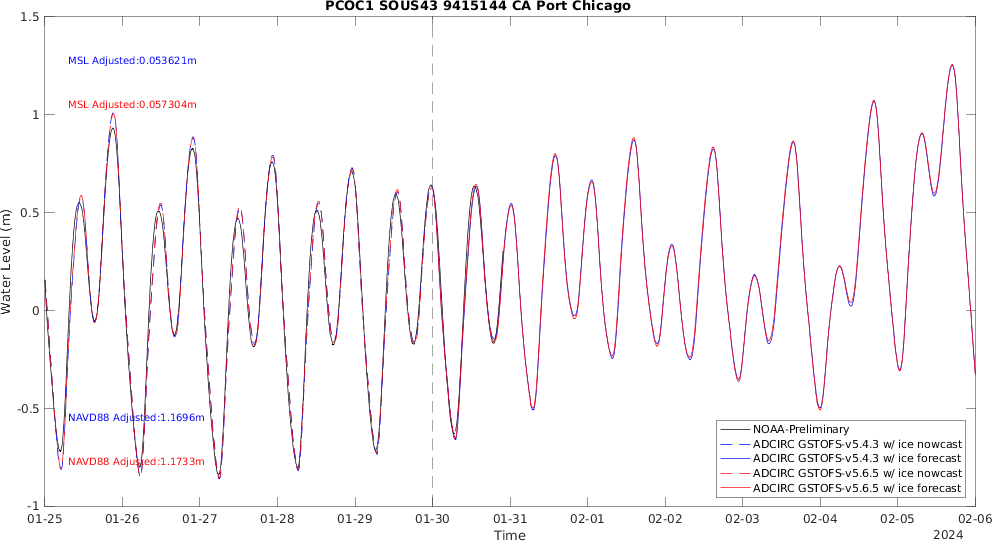 PCOC1 SOUS43 9415144 CA Port Chicago
1.5
1
0.5
0
-0.5
-1
Water Level (m)
MSL Adjusted:0.053621m
MSL Adjusted:0.057304m
NAVD88 Adjusted:1.1696m
NAVD88 Adjusted:1.1733m
NOAA-Preliminary
ADCIRC GSTOFS-v5.4.3 w/ ice nowcast
ADCIRC GSTOFS-v5.4.3 w/ ice forecast
ADCIRC GSTOFS-v5.6.5 w/ ice nowcast
ADCIRC GSTOFS-v5.6.5 w/ ice forecast
01-25 01-26 01-27 01-28 01-29 01-30 01-31 02-01 02-02 02-03 02-04 02-05 02-06
Time
2024